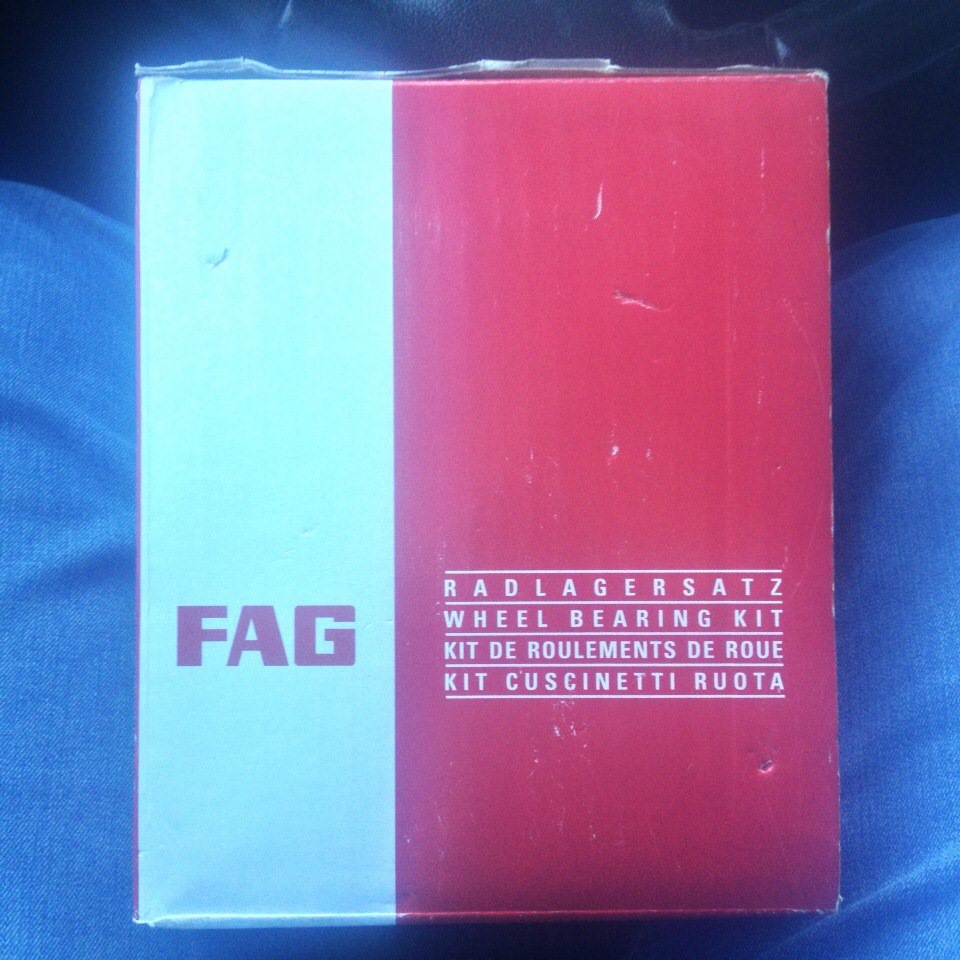 FAG
RADLAGERSATZ
WHEEL BEARING KIT
KIT DE ROULEMENTS DE ROUE
KIT CUSCINETTI RUOTA